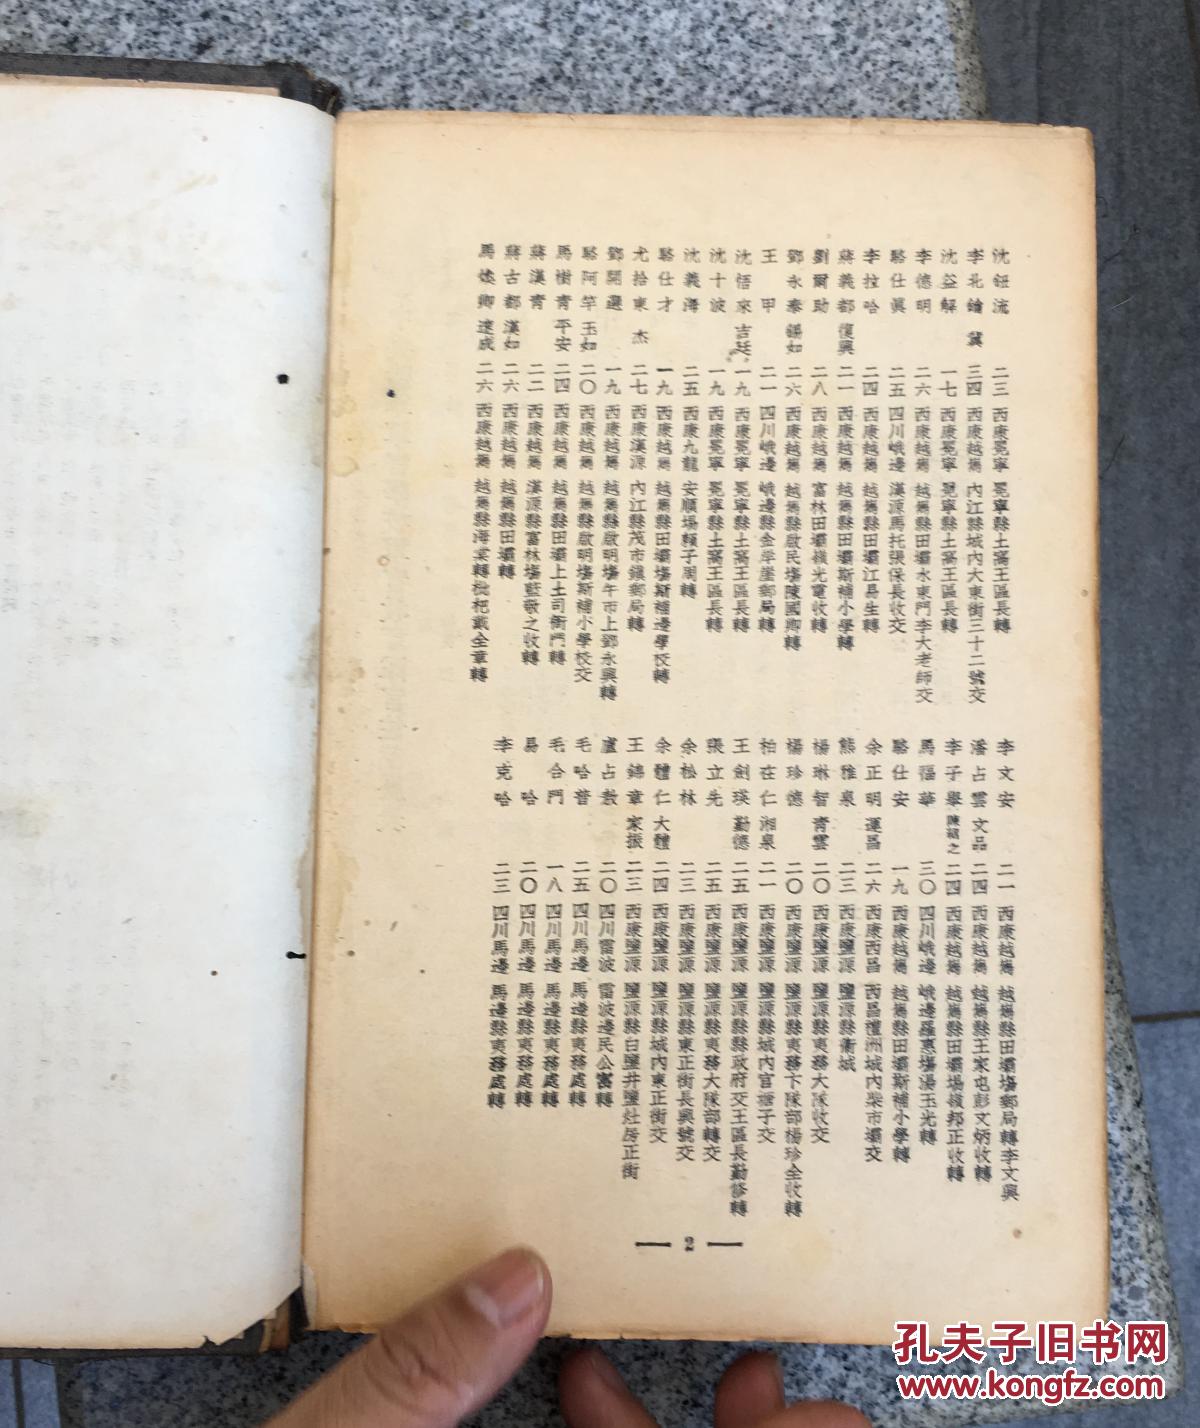 沈鈺流 二三 西康冕寧 冕寧縣土窩王區長轉
李北鑰 冀 三四 西康越嶲 內江縣城內大東街三十二號交
沈益解 一七 西康冕寧 冕寧縣土窩王區長轉
李德明 二六 西康越嶲 越嶲縣田壩水東門李大老師交
駱仕眞 二五 四川峨邊 漢源馬托張保長收交
李拉哈 二四 西康越嶲 越嶲縣田壩江易生轉
蔣義都 復興 二一 西康越嶲 越嶲縣田壩斯補小學轉
劉爾助 二八 西康越嶲 富林田壩嶺光電收轉
鄧永泰 錫如 二六 西康越嶲 越嶲縣啟民塲陳國卿轉
王甲 二一 四川峨邊 峨邊縣金岸崖郵局轉
沈悟來 吉廷 一九 西康冕寧 冕寧縣土窩王區長轉
沈十波 一九 西康冕寧 冕寧縣土窩王區長轉
沈義海 二五 西康九龍 安順塲賴子周轉
駱仕才 一九 西康越嶲 越嶲縣田壩塲斯補邊學校轉
尤拾東 杰 二七 西康漢源 內江縣茂市鎮郵局轉
鄧開選 一九 西康越嶲 越嶲縣啟明塲午市上鄧永興轉
駱阿竿 玉如 二〇 西康越嶲 越嶲縣啟明塲斯補小學校交
馬樹青 平安 二四 西康越嶲 越嶲縣田壩上土司衙門轉
蔣漢青 二二 西康越嶲 漢源縣富林塲藍敬之收轉
蔣古都 漢如 二六 西康越嶲 越嶲縣田壩轉
馬煥卿 達成 二六 西康越嶲 越嶲縣海棠轉枇杷戴全章轉
李文安 二一 西康越嶲 越嶲縣田壩塲郵局轉李文興
潘占雲 文品 二四 西康越嶲 越嶲縣王家屯彭文炳收轉
李子舉 陳紹之 二四 西康越嶲 越嶲縣田壩塲嶺邦正收轉
馬福華 三〇 四川峨邊 峨邊羅惠塲湯玉光轉
駱仕安 一九 西康越嶲 越嶲縣田壩斯補小學轉
余正明 運昌 二六 西康西昌 西昌禮洲城內柴市壩交
熊雅泉 二三 西康鹽源 鹽源縣衛城
楊琳智 青雲 二〇 西康鹽源 鹽源縣夷務大隊收交
楊珍德 二〇 西康鹽源 鹽源縣夷務卞隊部楊珍全收轉
柏在仁 湘泉 二一 西康鹽源 鹽源縣城內官塘子交
王劍瑛 勤德 二五 西康鹽源 鹽源縣縣政府交王區長勤修轉
張立先 二五 西康鹽源 鹽源縣夷務大隊部轉交
余松林 二三 西康鹽源 鹽源縣東正街長興號交
余體仁 大體 二四 西康鹽源 鹽源縣城內東正街交
王錦章 家振 二三 西康鹽源 鹽源縣白鹽井鹽灶房正街
盧占教 二〇 四川雷波 雷波邊民公寓轉
毛哈普 二五 四川馬邊 馬邊縣夷務處轉
毛合門 一八 四川馬邊 馬邊縣夷務處轉
易哈 二〇 四川馬邊 馬邊縣夷務處轉
李克哈 二三 四川馬邊 馬邊縣夷務處轉
— 2 —
孔夫子旧书网
www.kongfz.com